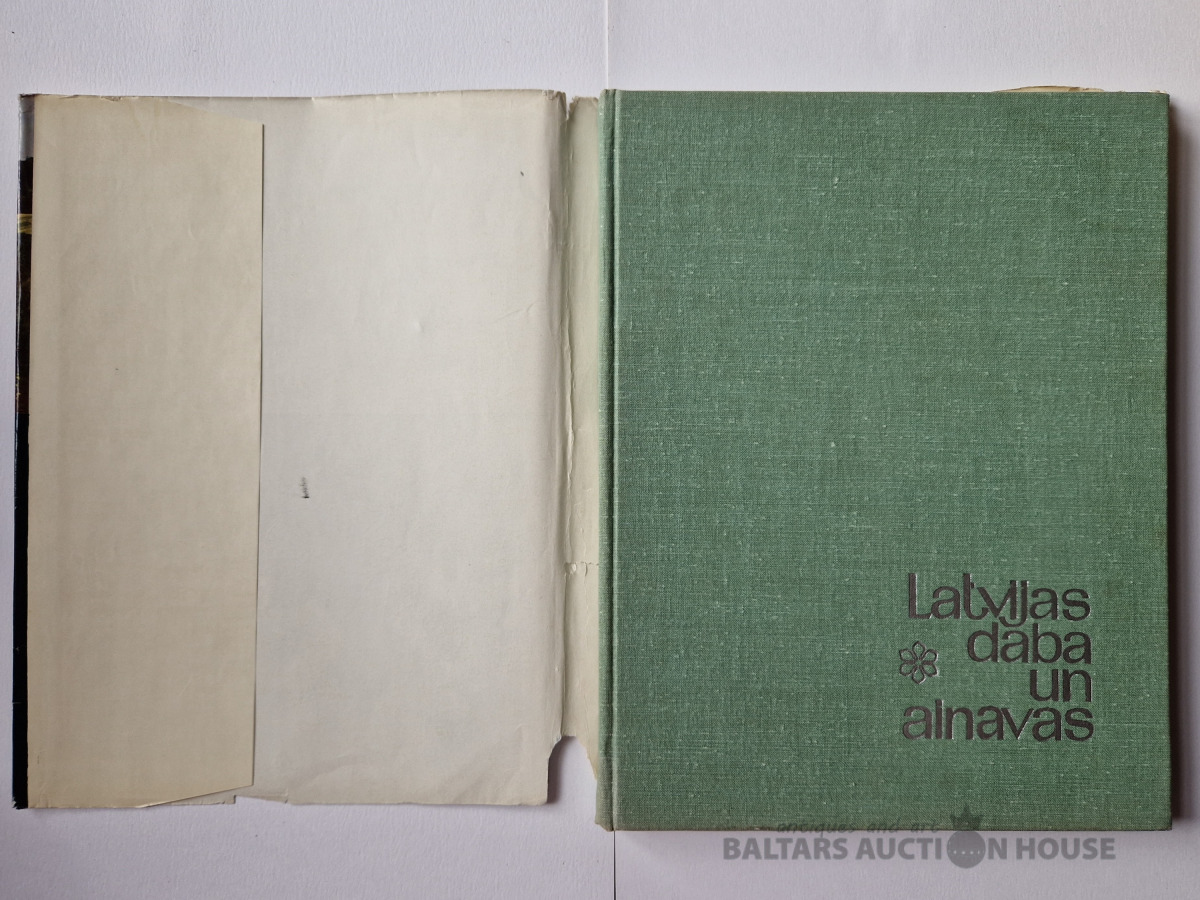 Latvijas
daba
un
aInavas
antiques and art
BALTARS AUCTION HOUSE